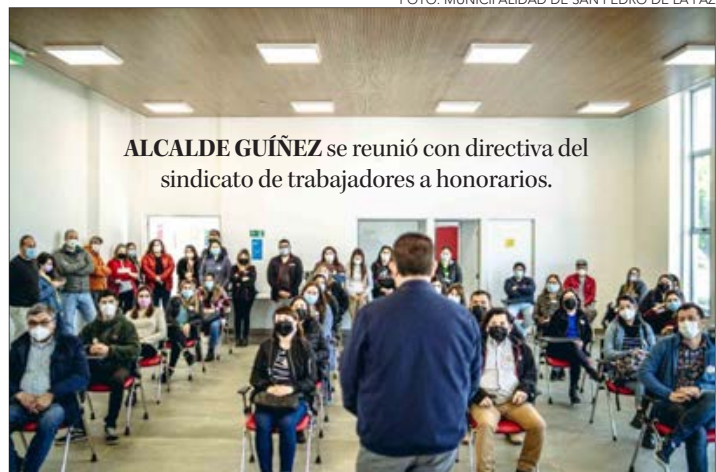 FOTO: MUNICIPALIDAD DE SAN PEDRO DE LA PAZ
ALCALDE GUÍÑEZ se reunió con directiva del
sindicato de trabajadores a honorarios.